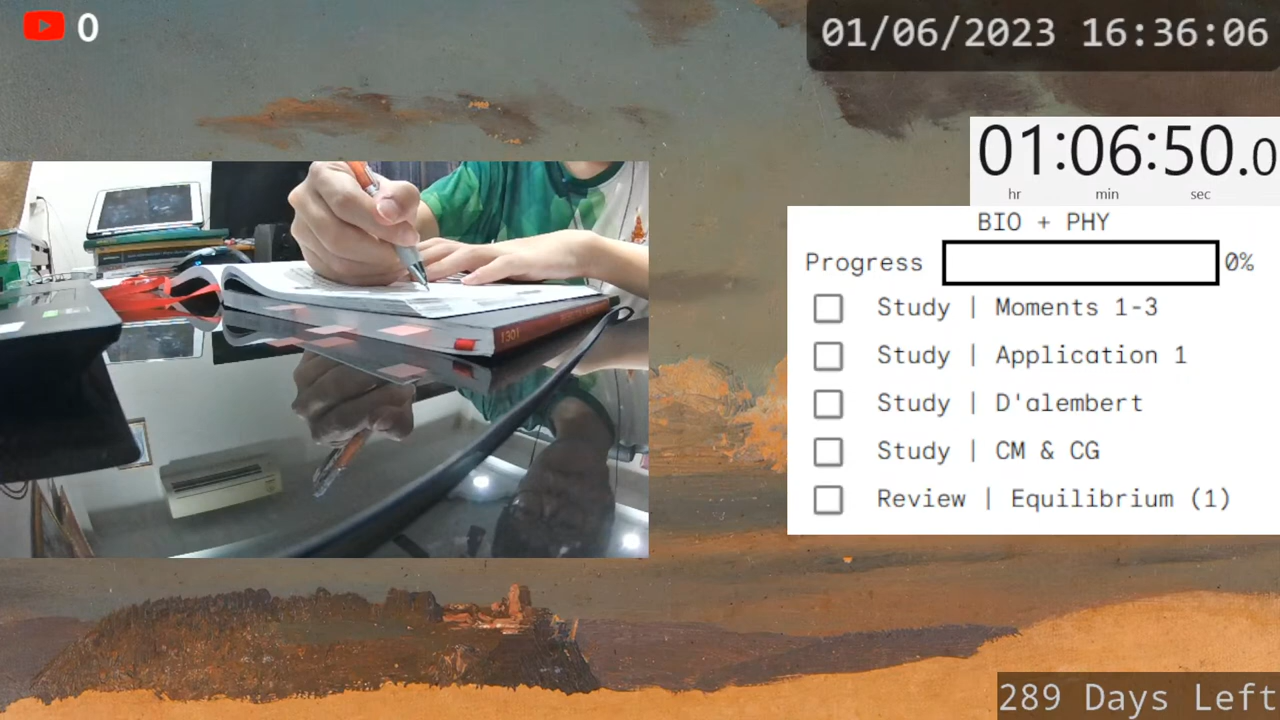 0
01/06/2023 16:36:06
01:06:50.0
hr min sec
BIO + PHY
Progress 0%
Study | Moments 1-3
Study | Application 1
Study | D'alembert
Study | CM & CG
Review | Equilibrium (1)
1301
289 Days Left